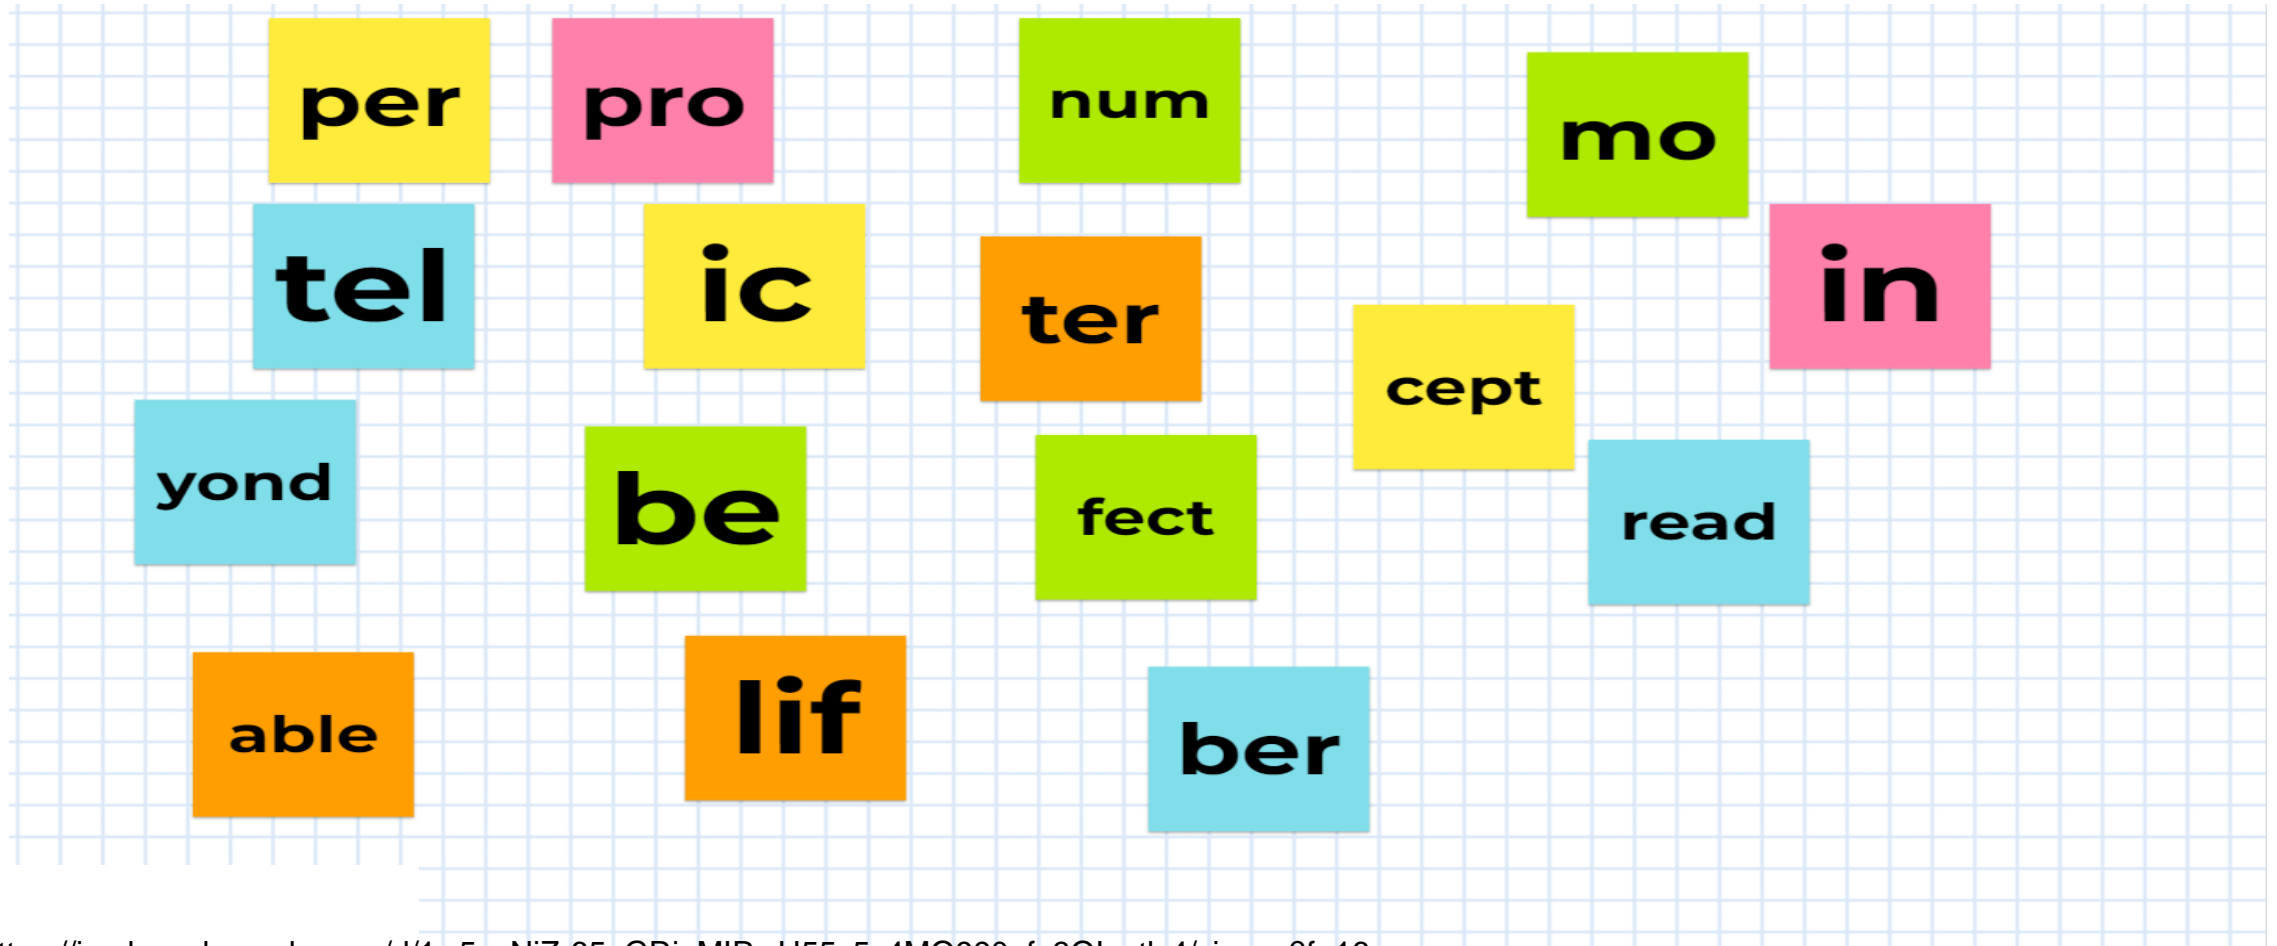 per
pro
num
mo
tel
ic
ter
in
cept
yond
be
fect
read
able
lif
ber